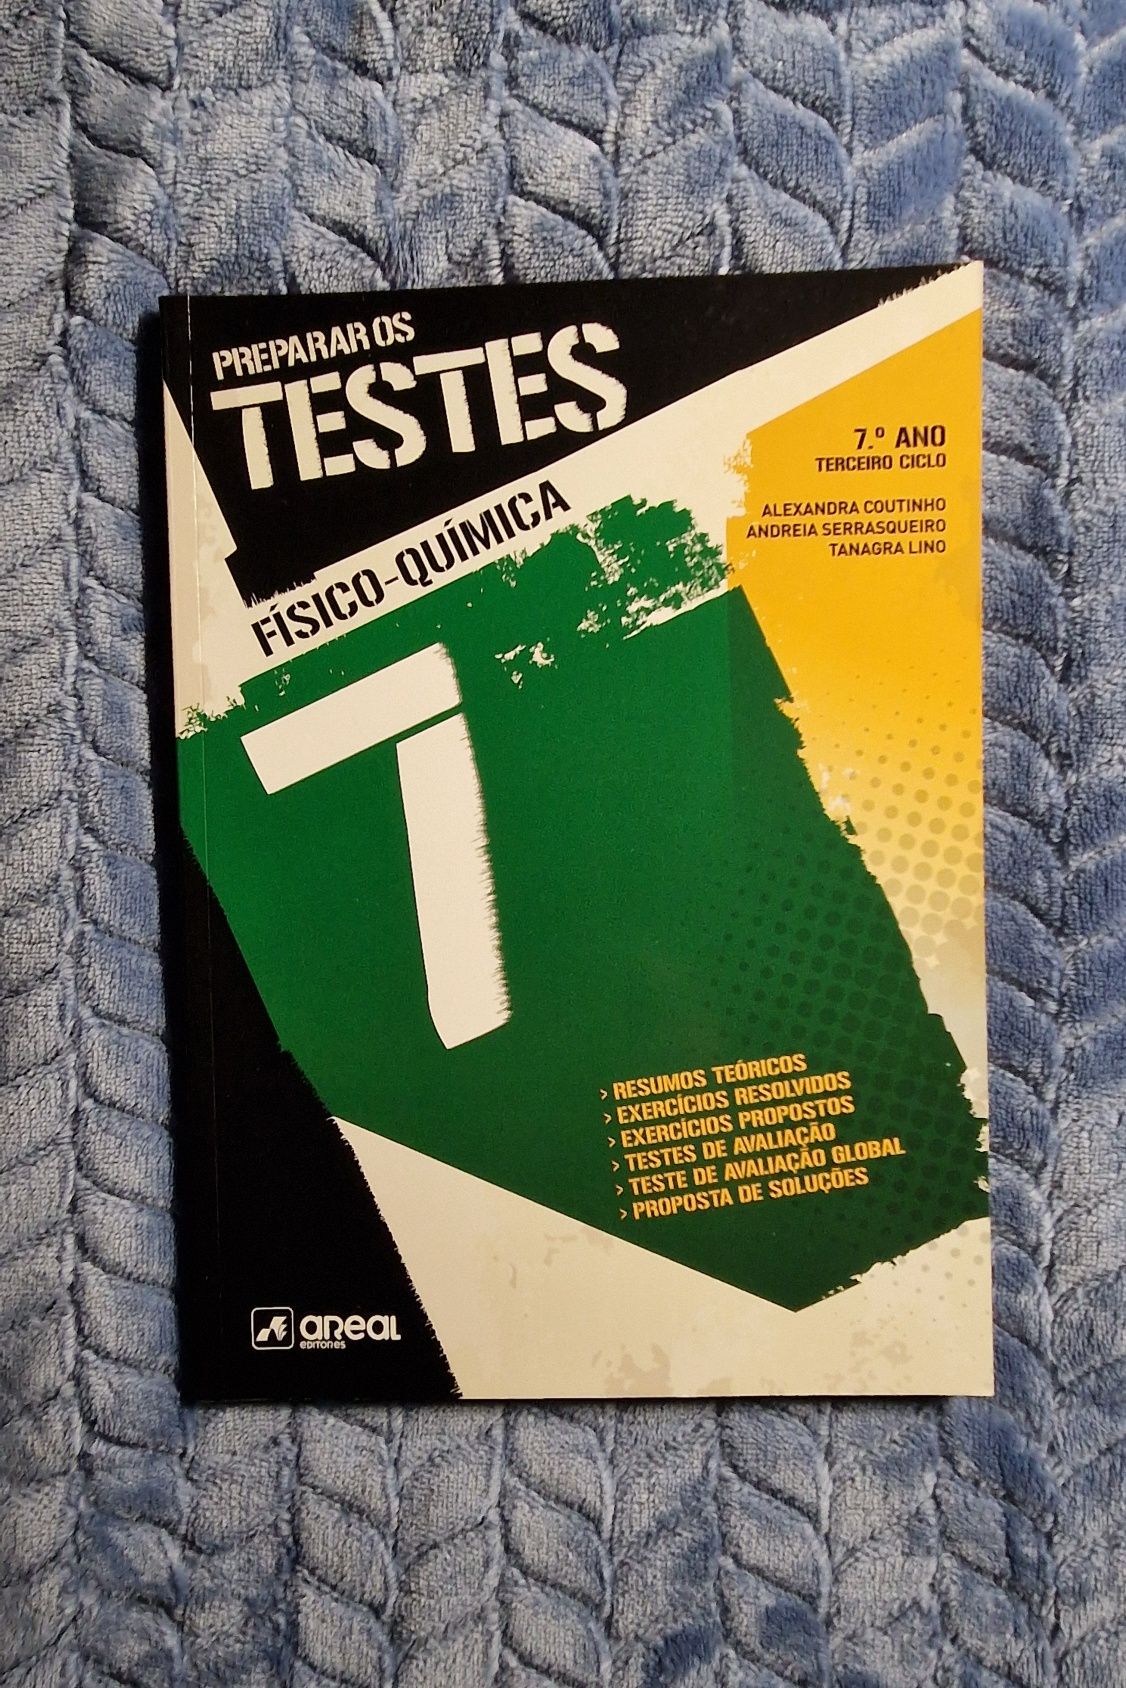 PREPARAR OS
TESTES
FÍSICO-QUÍMICA
7.º ANO
TERCEIRO CICLO
ALEXANDRA COUTINHO
ANDREIA SERRASQUEIRO
TANAGRA LINO
7
> RESUMOS TEÓRICOS
> EXERCÍCIOS RESOLVIDOS
> EXERCÍCIOS PROPOSTOS
> TESTES DE AVALIAÇÃO
> TESTE DE AVALIAÇÃO GLOBAL
> PROPOSTA DE SOLUÇÕES
AREAL
EDITORES